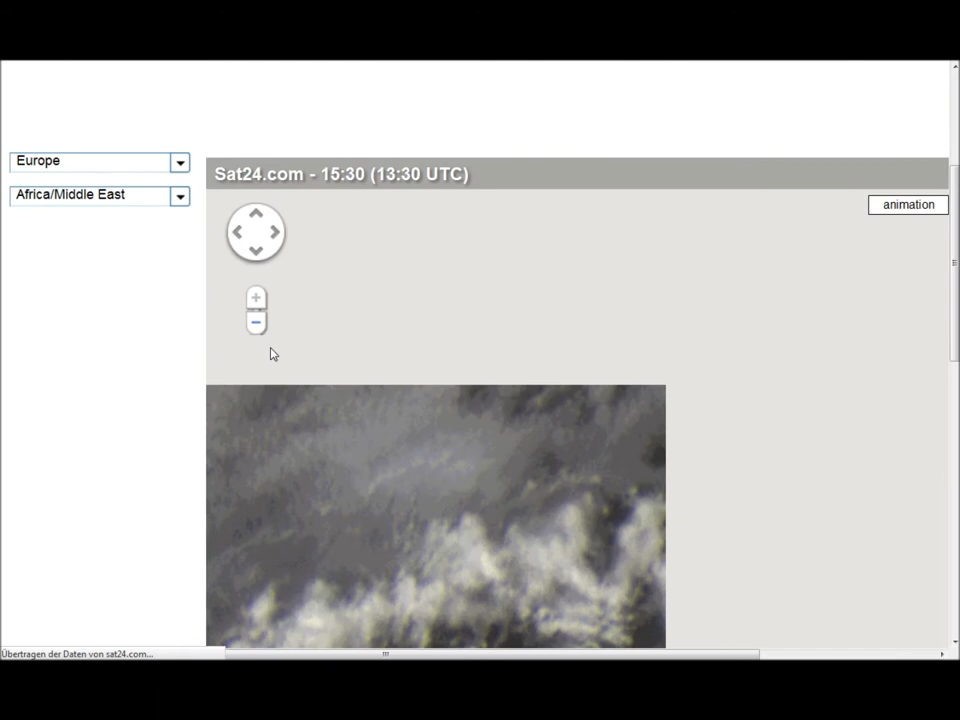 Europe
Africa/Middle East
Sat24.com - 15:30 (13:30 UTC)
animation
Übertragen der Daten von sat24.com...